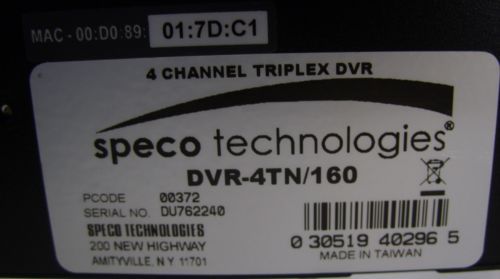 MAC - 00:D0:89: 01:7D:C1
4 CHANNEL TRIPLEX DVR
speco technologies®
DVR-4TN/160
PCODE 00372
SERIAL NO. DU762240
SPECO TECHNOLOGIES
200 NEW HIGHWAY
AMITYVILLE, N.Y 11701
0 30519 40296 5
MADE IN TAIWAN